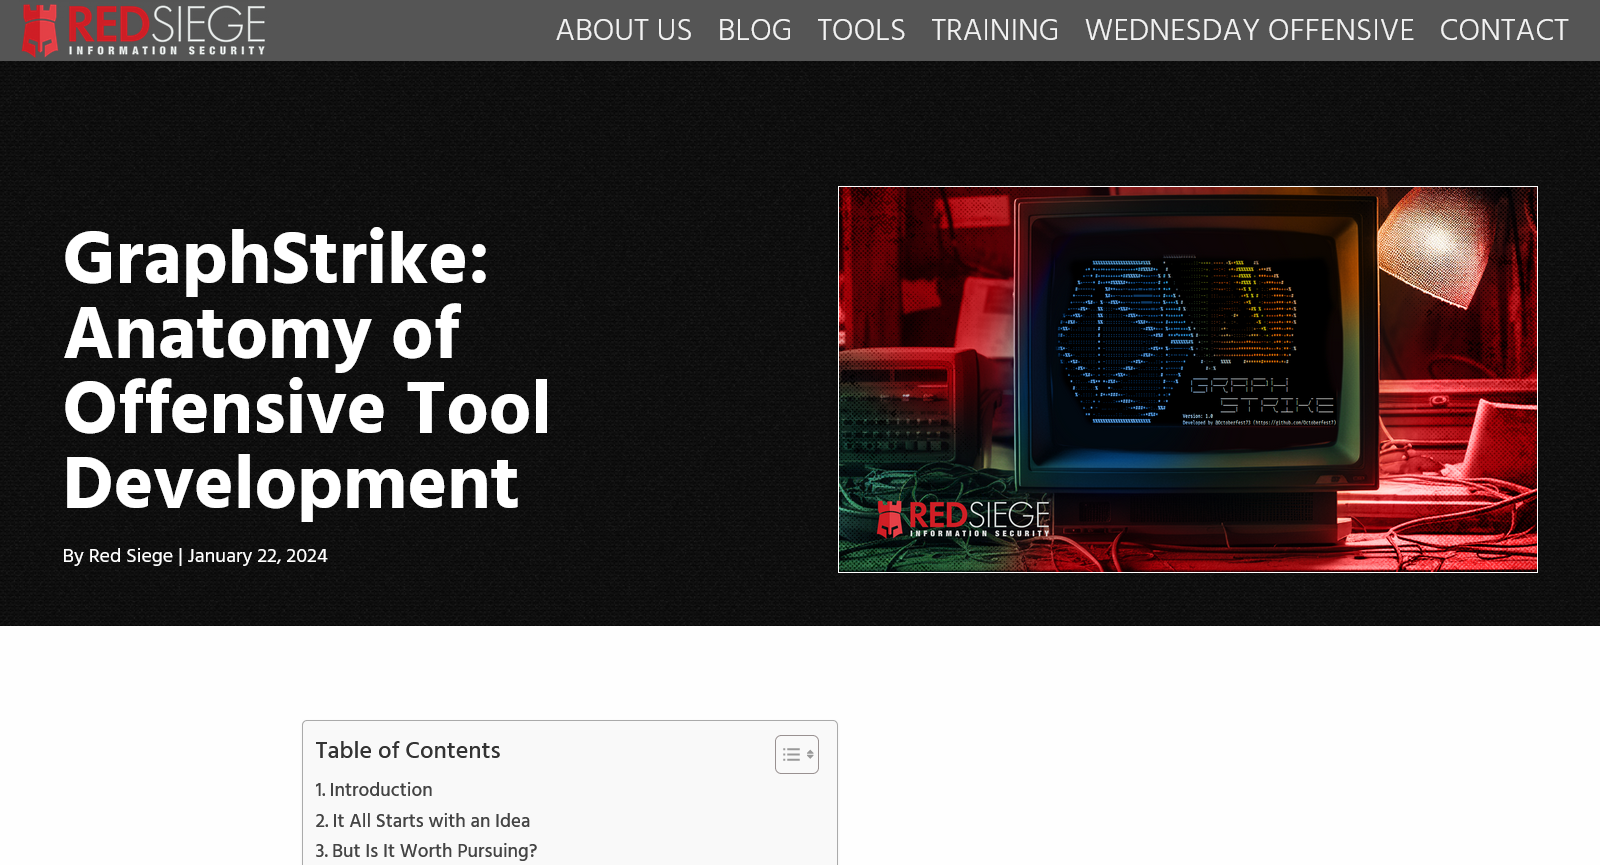 REDSIEGE
INFORMATION SECURITY
ABOUT US BLOG TOOLS TRAINING WEDNESDAY OFFENSIVE CONTACT
GraphStrike:
Anatomy of
Offensive Tool
Development
By Red Siege | January 22, 2024
GRAPH
STRIKE
Version: 1.0
Developed by @Octoberfest73 (https://github.com/Octoberfest7)
REDSIEGE
INFORMATION SECURITY
Table of Contents
1. Introduction
2. It All Starts with an Idea
3. But Is It Worth Pursuing?